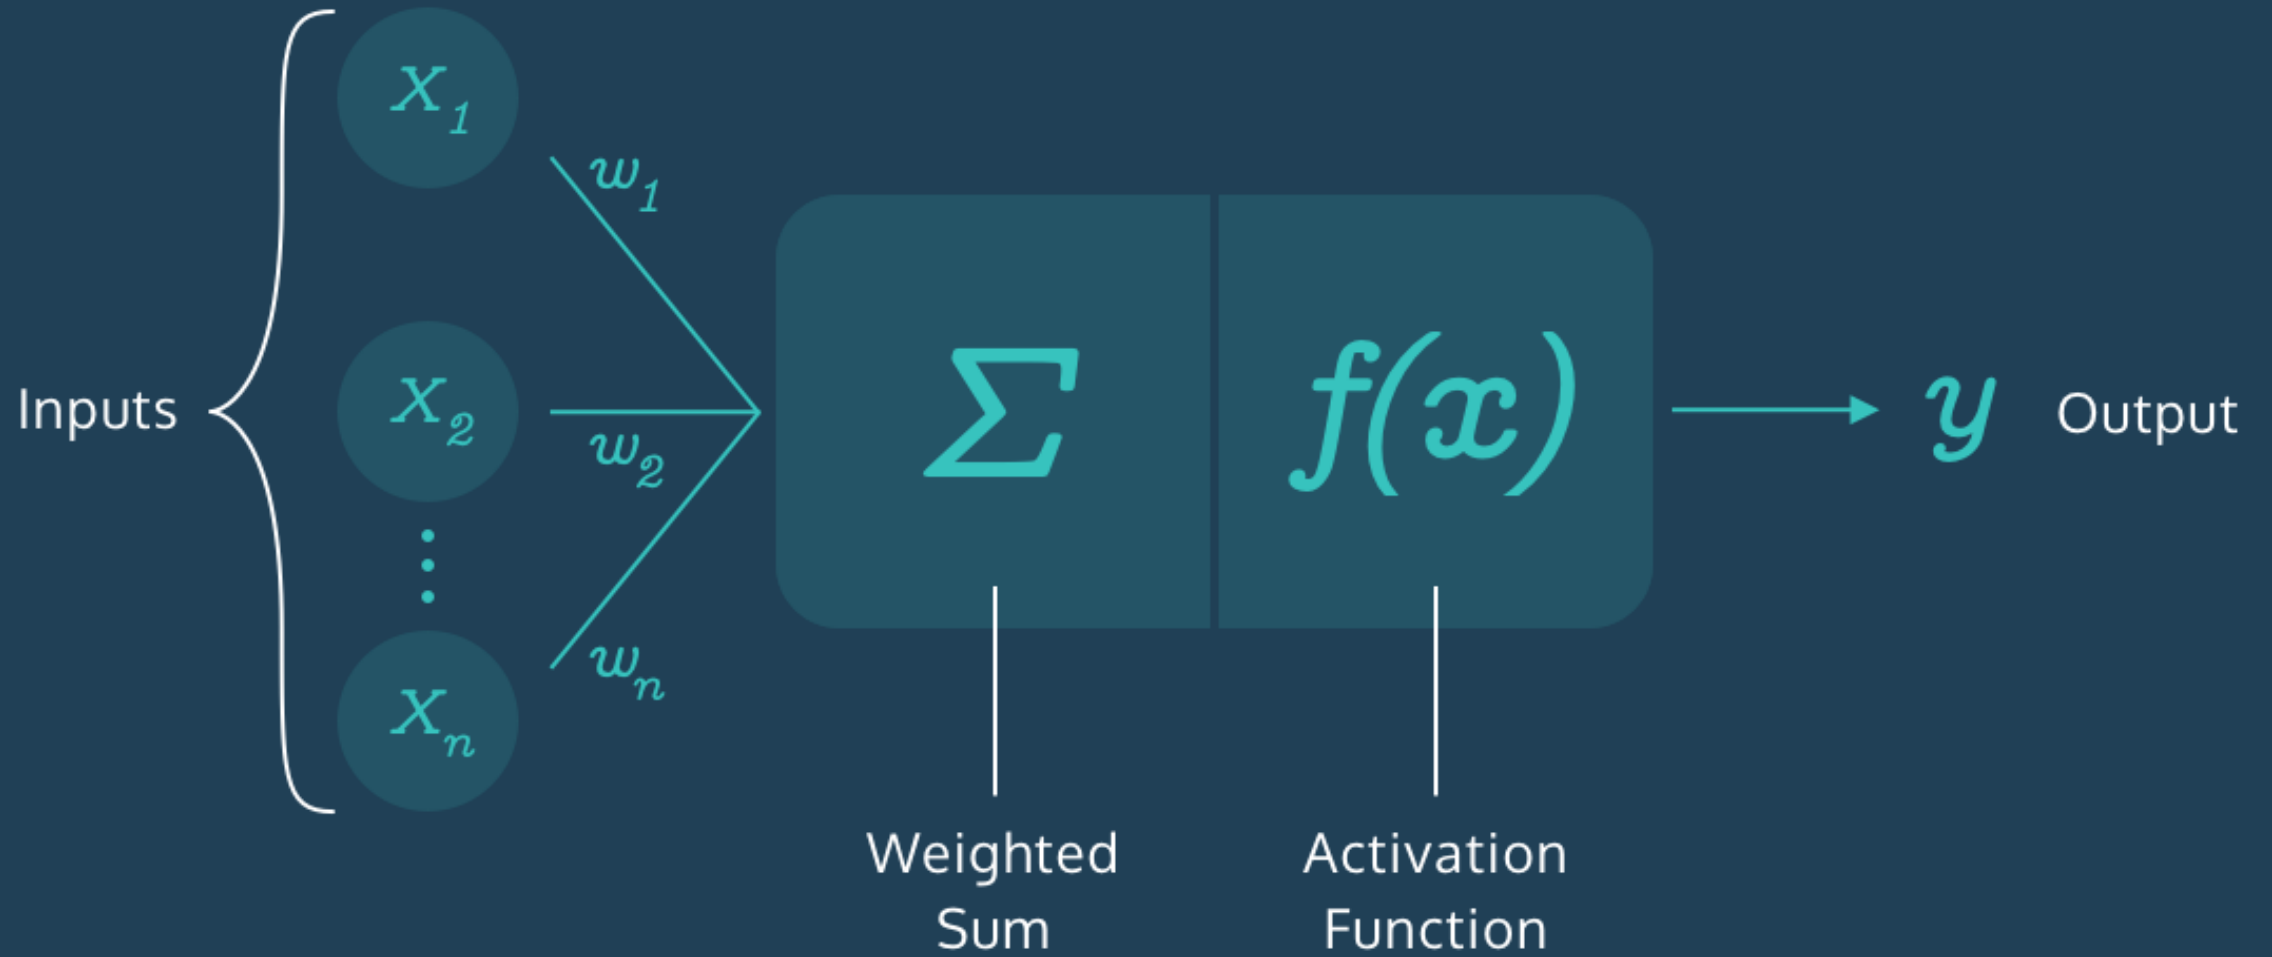 X₁
w₁
Inputs
X₂
w₂
Σ
f(x)
y
Output
wₙ
Xₙ
Weighted
Sum
Activation
Function